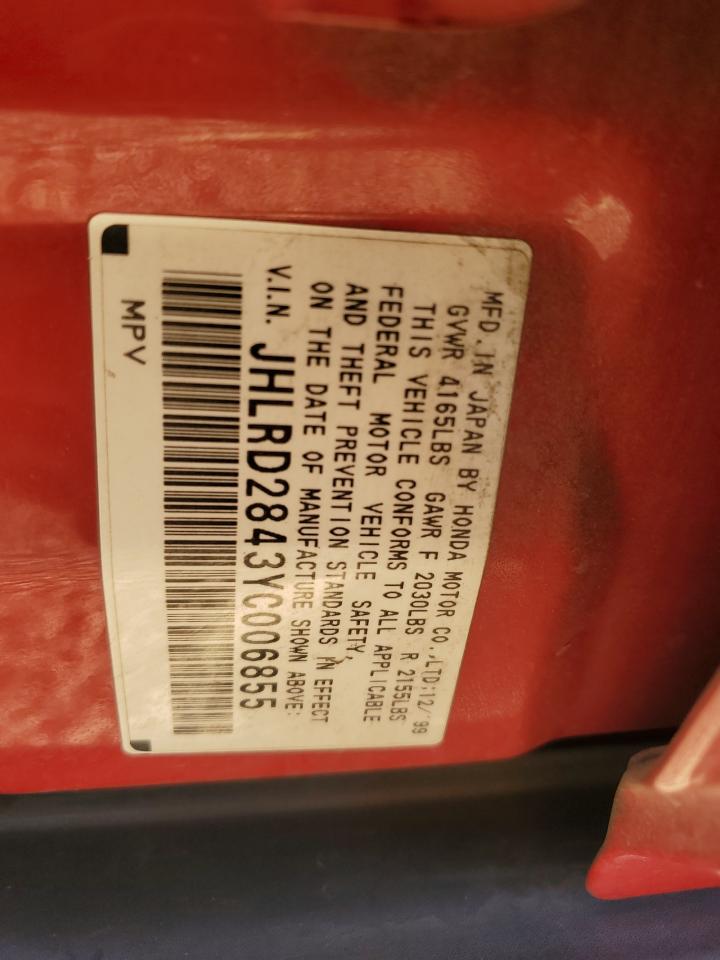 MFD.IN JAPAN BY HONDA MOTOR CO.,LTD;12/'99
GVWR 4165LBS GAWR F 2030LBS R 2155LBS
THIS VEHICLE CONFORMS TO ALL APPLICABLE
FEDERAL MOTOR VEHICLE SAFETY,
AND THEFT PREVENTION STANDARDS IN EFFECT
ON THE DATE OF MANUFACTURE SHOWN ABOVE:
V.I.N. JHLRD2843YC006855
MPV